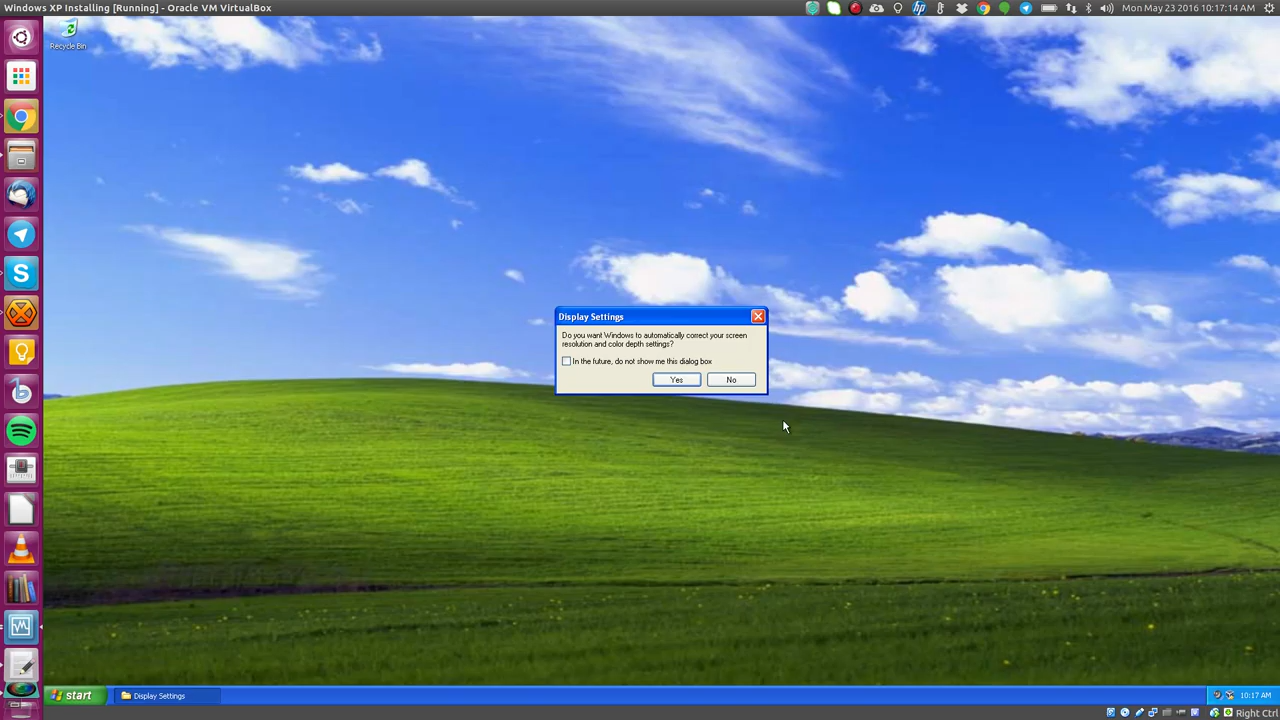 Windows XP Installing [Running] - Oracle VM VirtualBox
Mon May 23 2016 10:17:14 AM
Recycle Bin
Display Settings
Do you want Windows to automatically correct your screen
resolution and color depth settings?
In the future, do not show me this dialog box
Yes
No
start
Display Settings
10:17 AM
Right Ctrl